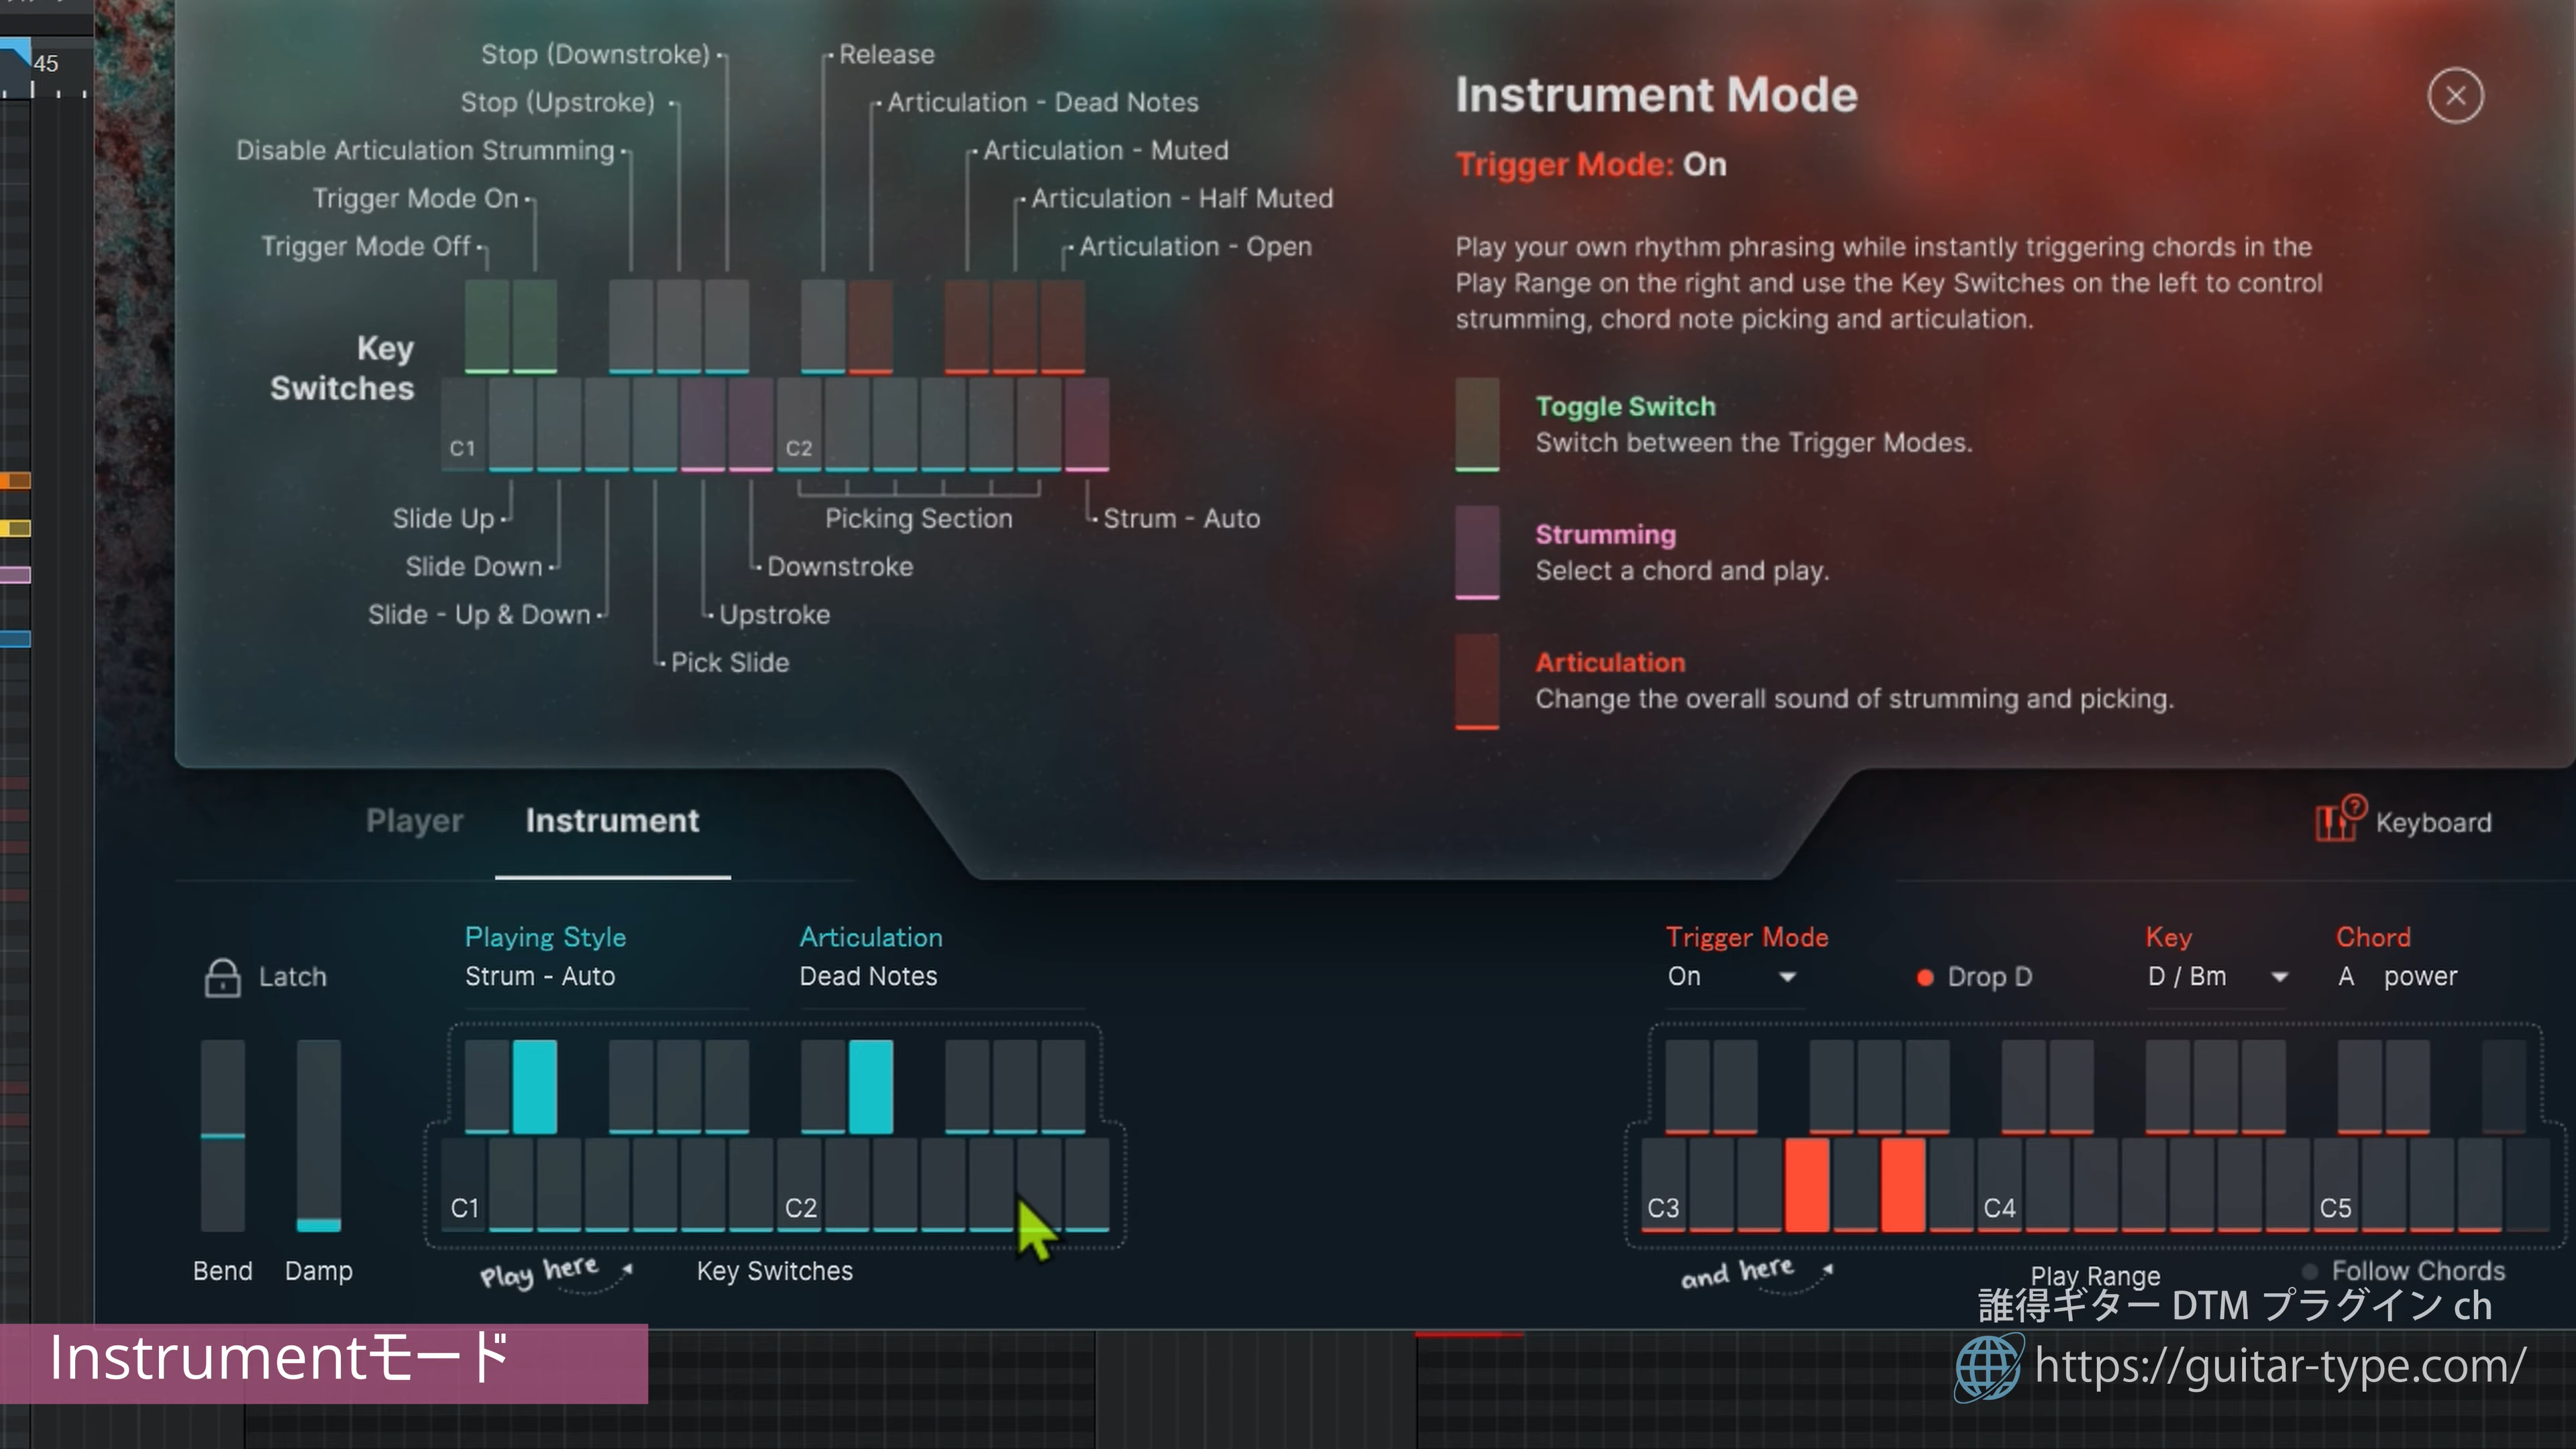 45
Stop (Downstroke)
Release
Stop (Upstroke)
Articulation - Dead Notes
Disable Articulation Strumming
Articulation - Muted
Trigger Mode On
Articulation - Half Muted
Trigger Mode Off
Articulation - Open
Key
Switches
C1
C2
Slide Up
Picking Section
Strum - Auto
Slide Down
Downstroke
Slide - Up & Down
Upstroke
Pick Slide
Instrument Mode
Trigger Mode: On
Play your own rhythm phrasing while instantly triggering chords in the
Play Range on the right and use the Key Switches on the left to control
strumming, chord note picking and articulation.
Toggle Switch
Switch between the Trigger Modes.
Strumming
Select a chord and play.
Articulation
Change the overall sound of strumming and picking.
Player
Instrument
Keyboard
Latch
Playing Style
Strum - Auto
Articulation
Dead Notes
Trigger Mode
On
Drop D
Key
D / Bm
Chord
A power
C1
C2
C3
C4
C5
Bend
Damp
Play here
Key Switches
and here
Play Range
Follow Chords
誰得ギター DTM プラグイン ch
https://guitar-type.com/
Instrumentモード